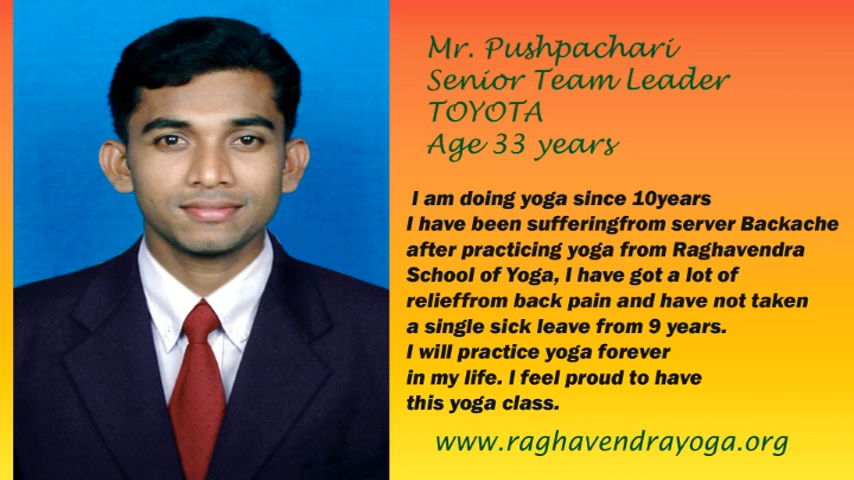 Mr. Pushpachari
Senior Team Leader
TOYOTA
Age 33 years
I am doing yoga since 10years
I have been sufferingfrom server Backache
after practicing yoga from Raghavendra
School of Yoga, I have got a lot of
relieffrom back pain and have not taken
a single sick leave from 9 years.
I will practice yoga forever
in my life. I feel proud to have
this yoga class.
www.raghavendrayoga.org